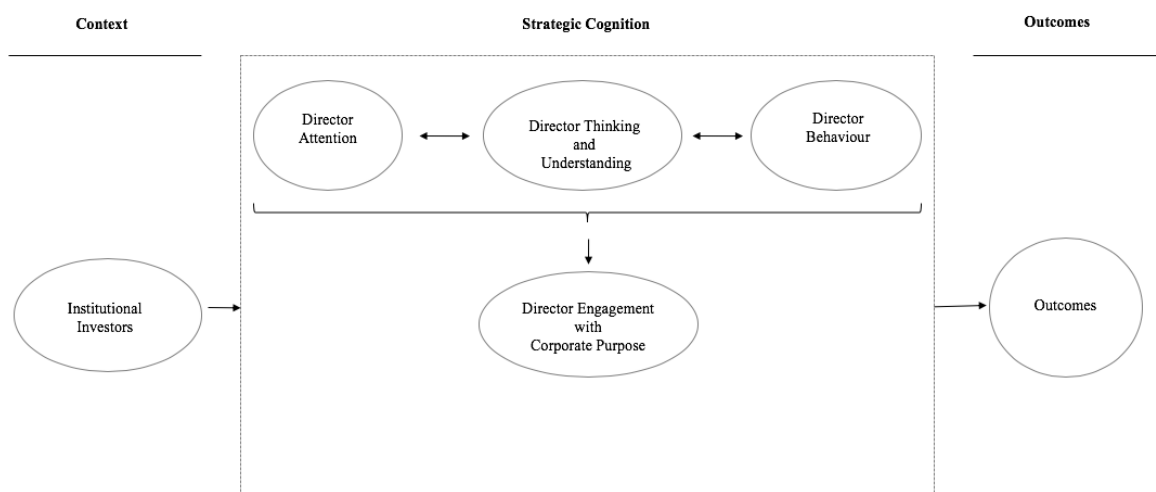 Context
Strategic Cognition
Outcomes
Director
Attention
Director Thinking
and
Understanding
Director
Behaviour
Institutional
Investors
Director Engagement
with
Corporate Purpose
Outcomes